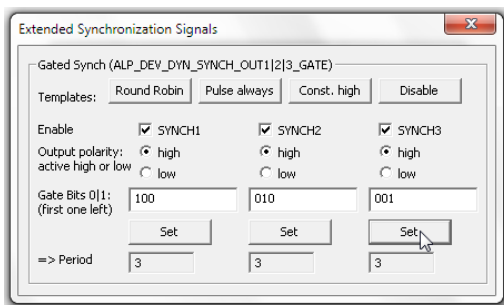 Extended Synchronization Signals
Gated Synch (ALP_DEV_DYN_SYNCH_OUT1|2|3_GATE)
Templates: Round Robin Pulse always Const. high Disable
Enable SYNCH1 SYNCH2 SYNCH3
Output polarity: high high high
active high or low low low low
Gate Bits 0|1: 100 010 001
(first one left)
Set Set Set
=> Period 3 3 3